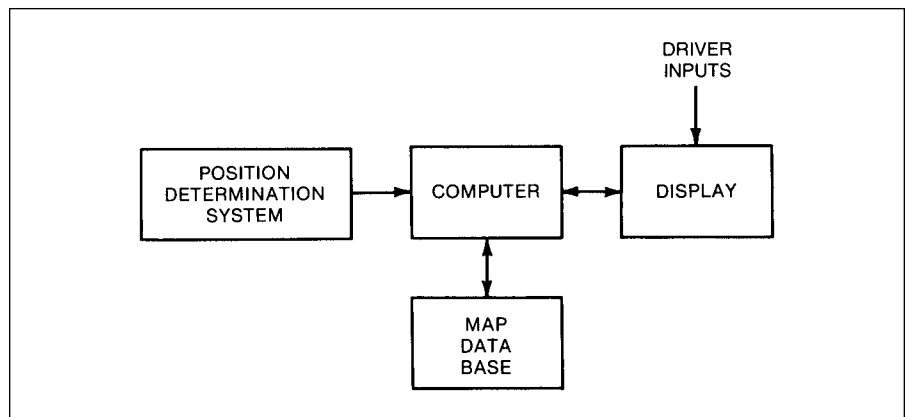 DRIVER
INPUTS
POSITION
DETERMINATION
SYSTEM
COMPUTER
DISPLAY
MAP
DATA
BASE